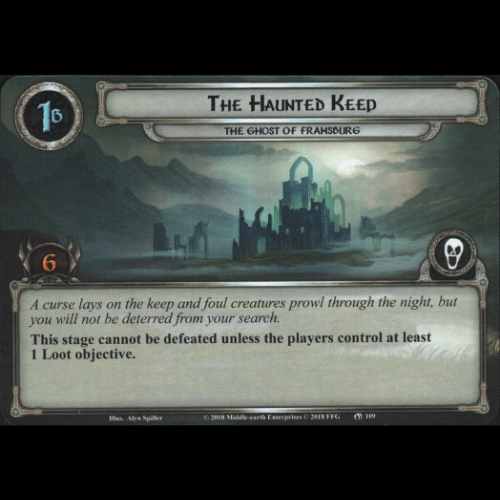 1B
THE HAUNTED KEEP
THE GHOST OF FRAMSBURG
6
A curse lays on the keep and foul creatures prowl through the night, but
you will not be deterred from your search.
This stage cannot be defeated unless the players control at least
1 Loot objective.
Illus. Alyn Spiller
© 2018 Middle-earth Enterprises © 2018 FFG
109